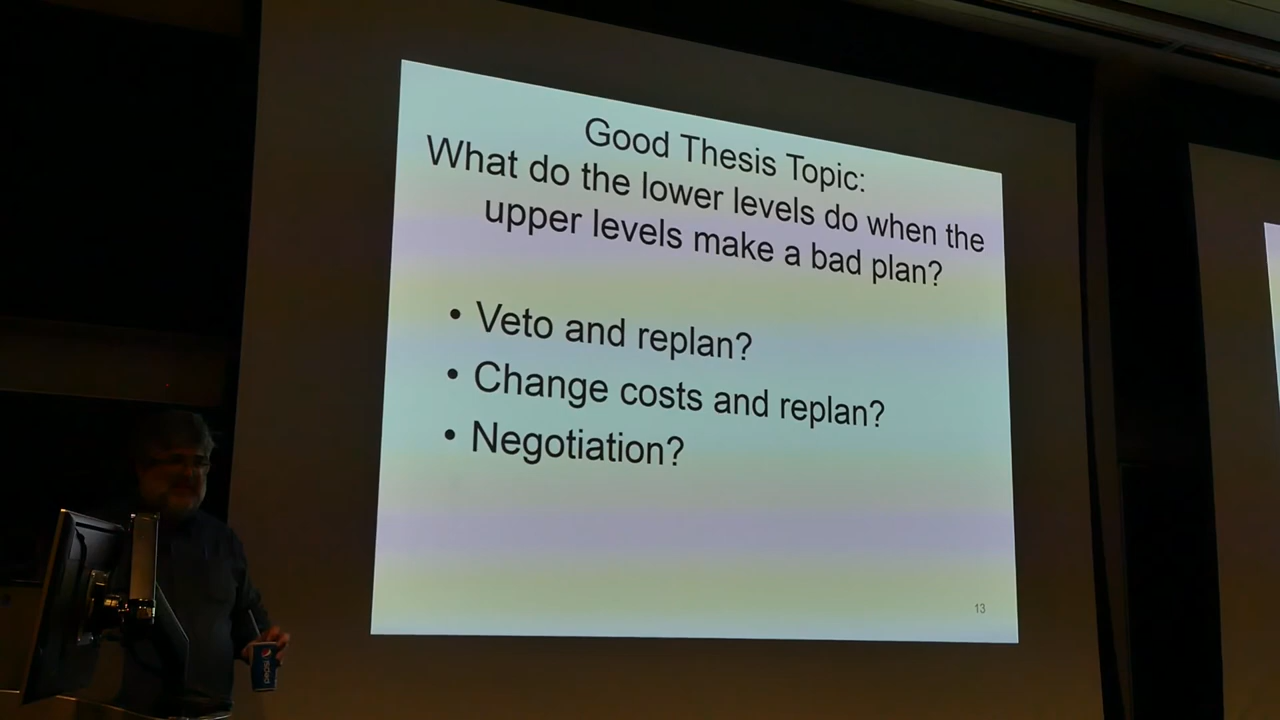 Good Thesis Topic:
What do the lower levels do when the
upper levels make a bad plan?
• Veto and replan?
• Change costs and replan?
• Negotiation?
13
pepsi